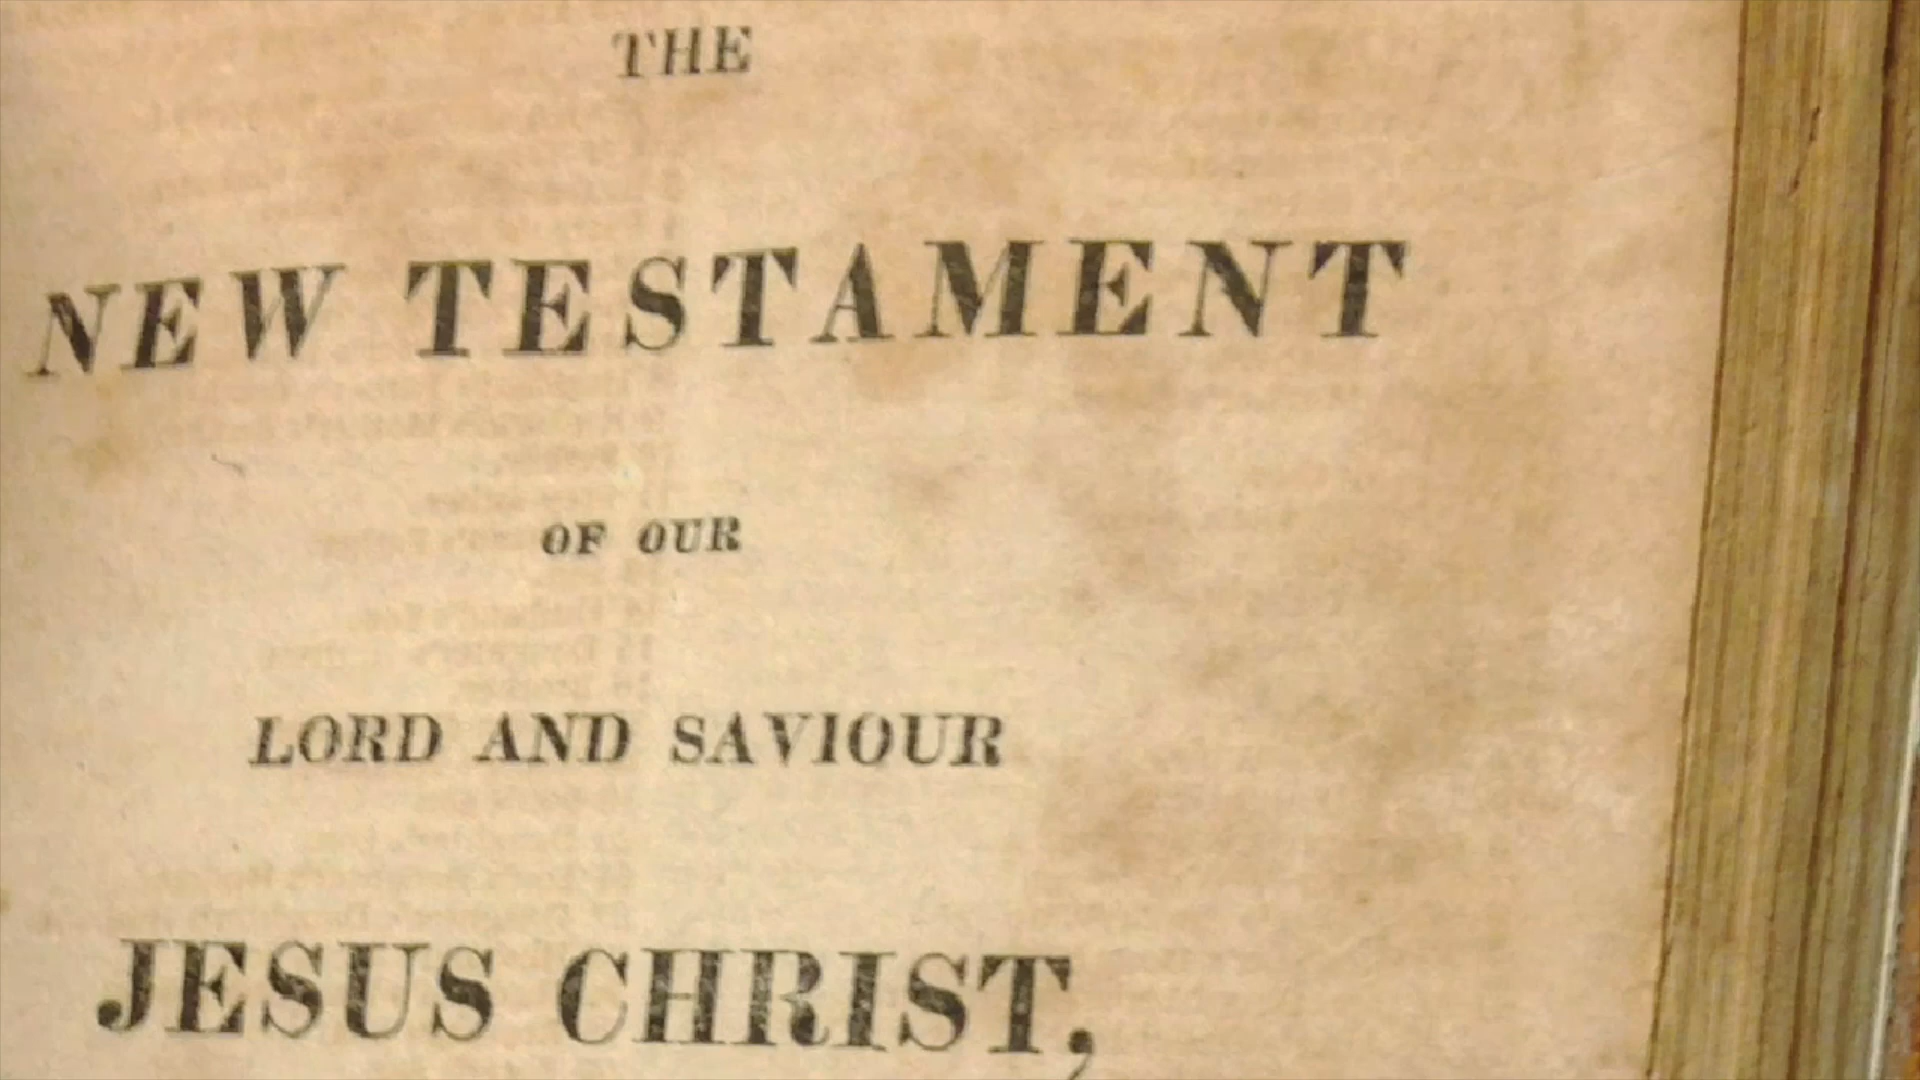 THE
NEW TESTAMENT
OF OUR
LORD AND SAVIOUR
JESUS CHRIST,